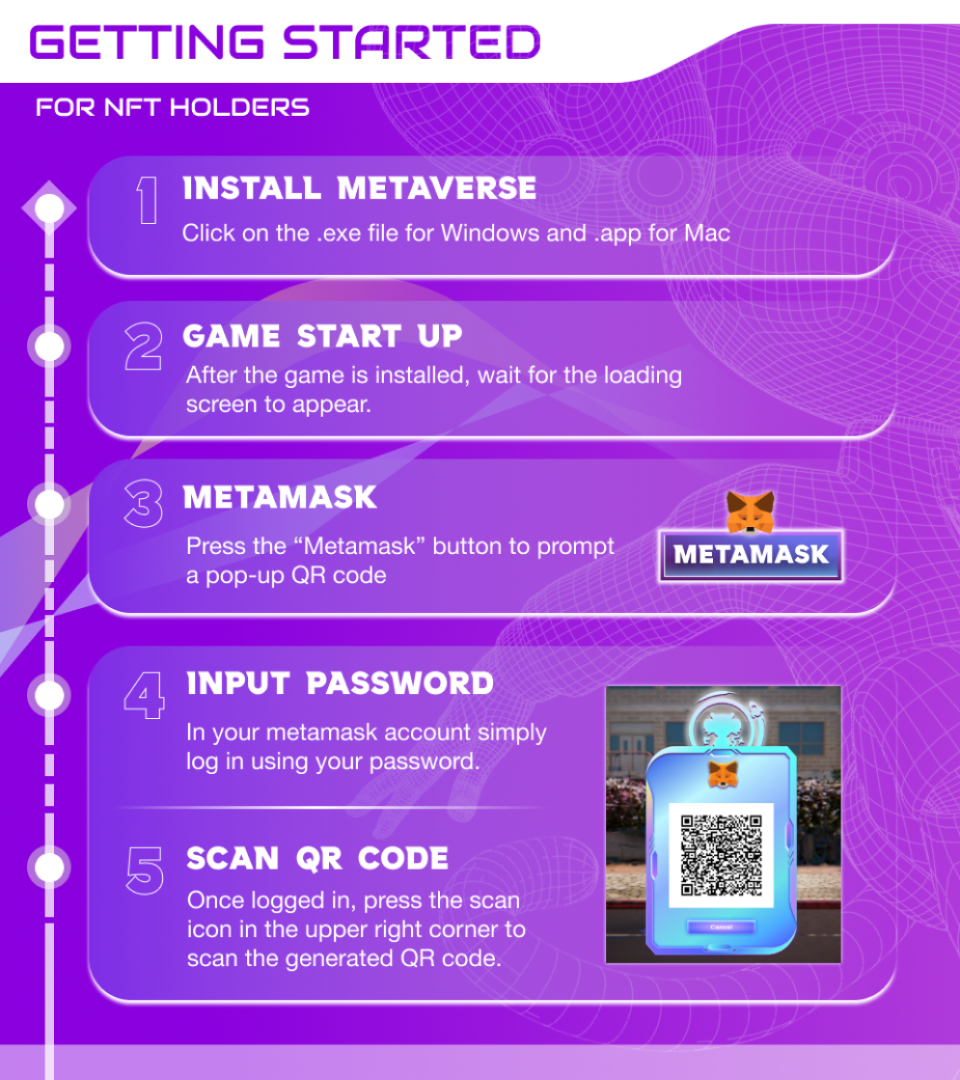 GETTING STARTED
FOR NFT HOLDERS
1
INSTALL METAVERSE
Click on the .exe file for Windows and .app for Mac
2
GAME START UP
After the game is installed, wait for the loading
screen to appear.
3
METAMASK
Press the “Metamask” button to prompt
a pop-up QR code
METAMASK
4
INPUT PASSWORD
In your metamask account simply
log in using your password.
5
SCAN QR CODE
Once logged in, press the scan
icon in the upper right corner to
scan the generated QR code.
Cancel